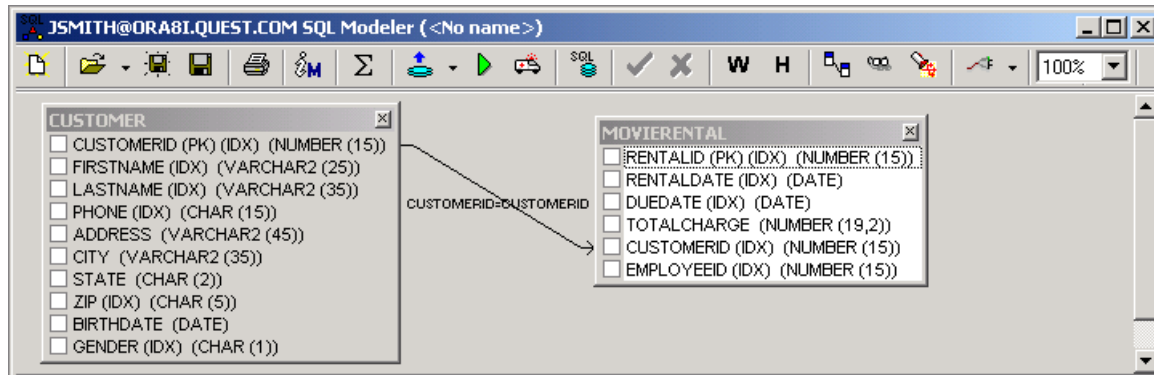 JSMITH@ORA8I.QUEST.COM SQL Modeler (<No name>)
M Σ SQL W H 100%
CUSTOMER
CUSTOMERID (PK) (IDX) (NUMBER (15))
FIRSTNAME (IDX) (VARCHAR2 (25))
LASTNAME (IDX) (VARCHAR2 (35))
PHONE (IDX) (CHAR (15))
ADDRESS (VARCHAR2 (45))
CITY (VARCHAR2 (35))
STATE (CHAR (2))
ZIP (IDX) (CHAR (5))
BIRTHDATE (DATE)
GENDER (IDX) (CHAR (1))
CUSTOMERID=CUSTOMERID
MOVIERENTAL
RENTALID (PK) (IDX) (NUMBER (15))
RENTALDATE (IDX) (DATE)
DUEDATE (IDX) (DATE)
TOTALCHARGE (NUMBER (19,2))
CUSTOMERID (IDX) (NUMBER (15))
EMPLOYEEID (IDX) (NUMBER (15))